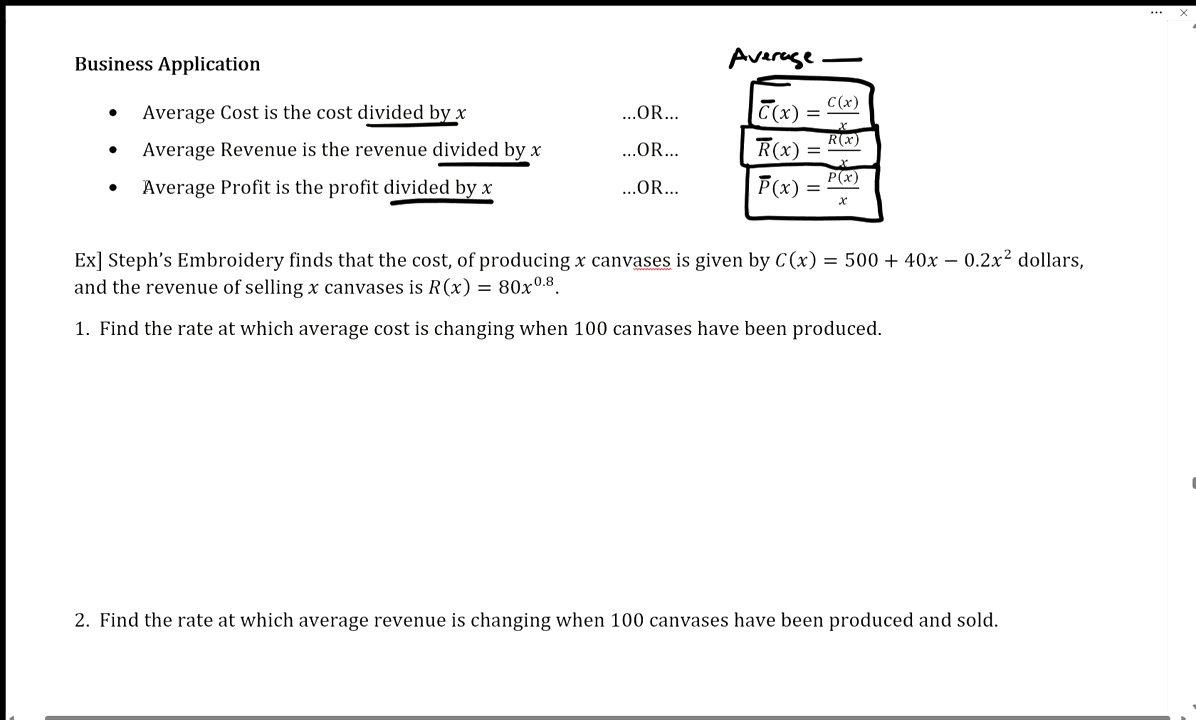 Average —
Business Application
• Average Cost is the cost divided by x ...OR... C̅(x) = C(x)/x
• Average Revenue is the revenue divided by x ...OR... R̅(x) = R(x)/x
• Average Profit is the profit divided by x ...OR... P̅(x) = P(x)/x
Ex] Steph’s Embroidery finds that the cost, of producing x canvases is given by C(x) = 500 + 40x − 0.2x² dollars,
and the revenue of selling x canvases is R(x) = 80x⁰·⁸.
1. Find the rate at which average cost is changing when 100 canvases have been produced.
2. Find the rate at which average revenue is changing when 100 canvases have been produced and sold.